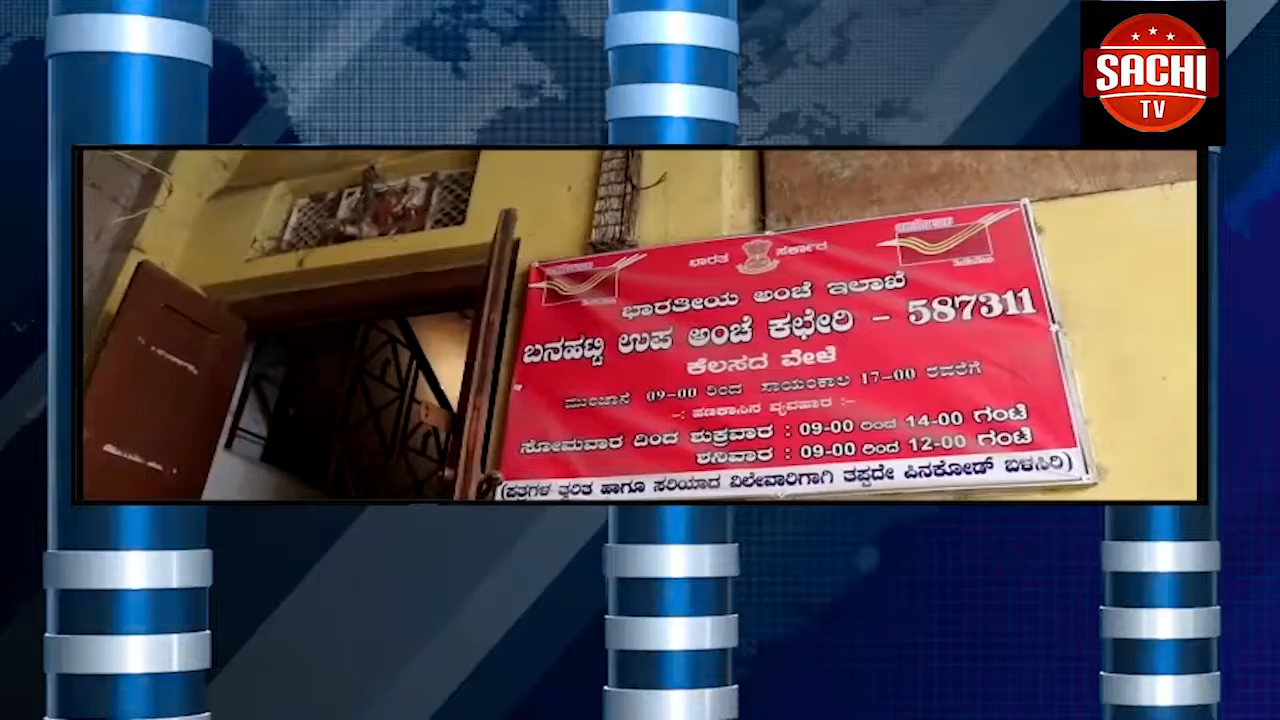 SACHI
TV
ಭಾರತ ಸರ್ಕಾರ
ಭಾರತೀಯ ಅಂಚೆ ಇಲಾಖೆ
ಬನಹಟ್ಟಿ ಉಪ ಅಂಚೆ ಕಛೇರಿ - 587311
ಕೆಲಸದ ವೇಳೆ
ಮುಂಜಾನೆ 09-00 ರಿಂದ ಸಾಯಂಕಾಲ 17-00 ರವರೆಗೆ
-: ಹಣಕಾಸಿನ ವ್ಯವಹಾರ :-
ಸೋಮವಾರ ದಿಂದ ಶುಕ್ರವಾರ : 09-00 ರಿಂದ 14-00 ಗಂಟೆ
ಶನಿವಾರ : 09-00 ರಿಂದ 12-00 ಗಂಟೆ
(ಪತ್ರಗಳ ತ್ವರಿತ ಹಾಗೂ ಸರಿಯಾದ ವಿಲೇವಾರಿಗಾಗಿ ತಪ್ಪದೇ ಪಿನಕೋಡ್ ಬಳಸಿರಿ)